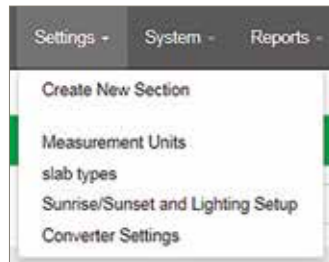 Settings - System - Reports -
Create New Section
Measurement Units
slab types
Sunrise/Sunset and Lighting Setup
Converter Settings